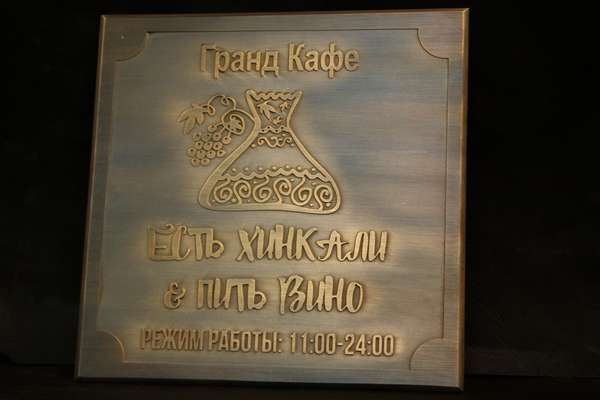 Гранд Кафе
ЕСТЬ ХИНКАЛИ
& ПИТЬ ВИНО
РЕЖИМ РАБОТЫ: 11:00-24:00